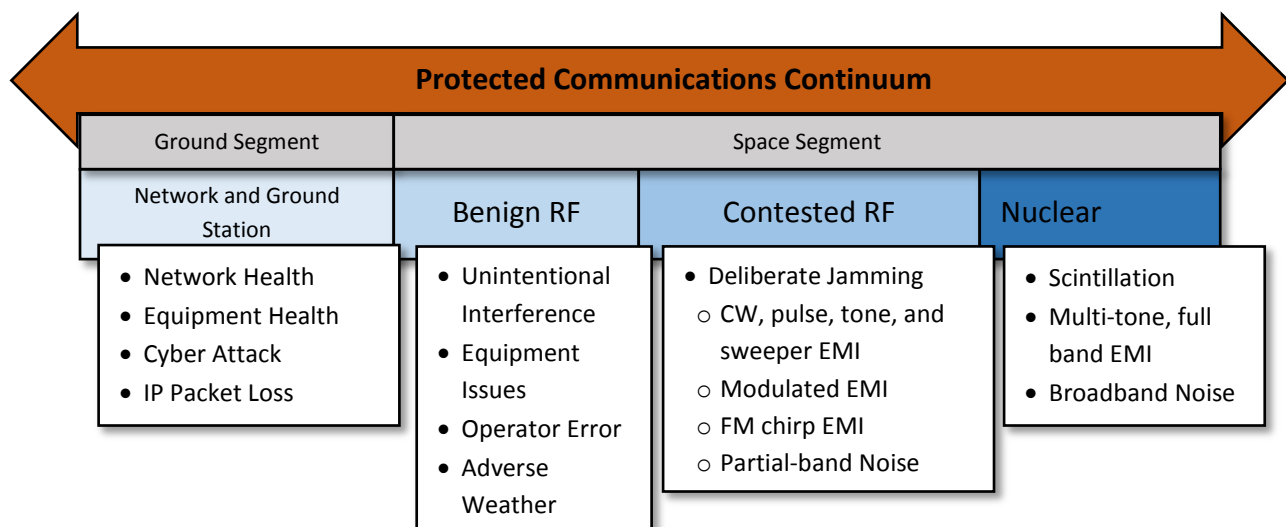 Protected Communications Continuum
Ground Segment
Space Segment
Network and Ground
Station
Benign RF
Contested RF
Nuclear
• Network Health
• Equipment Health
• Cyber Attack
• IP Packet Loss
• Unintentional
Interference
• Equipment
Issues
• Operator Error
• Adverse
Weather
• Deliberate Jamming
o CW, pulse, tone, and
sweeper EMI
o Modulated EMI
o FM chirp EMI
o Partial-band Noise
• Scintillation
• Multi-tone, full
band EMI
• Broadband Noise